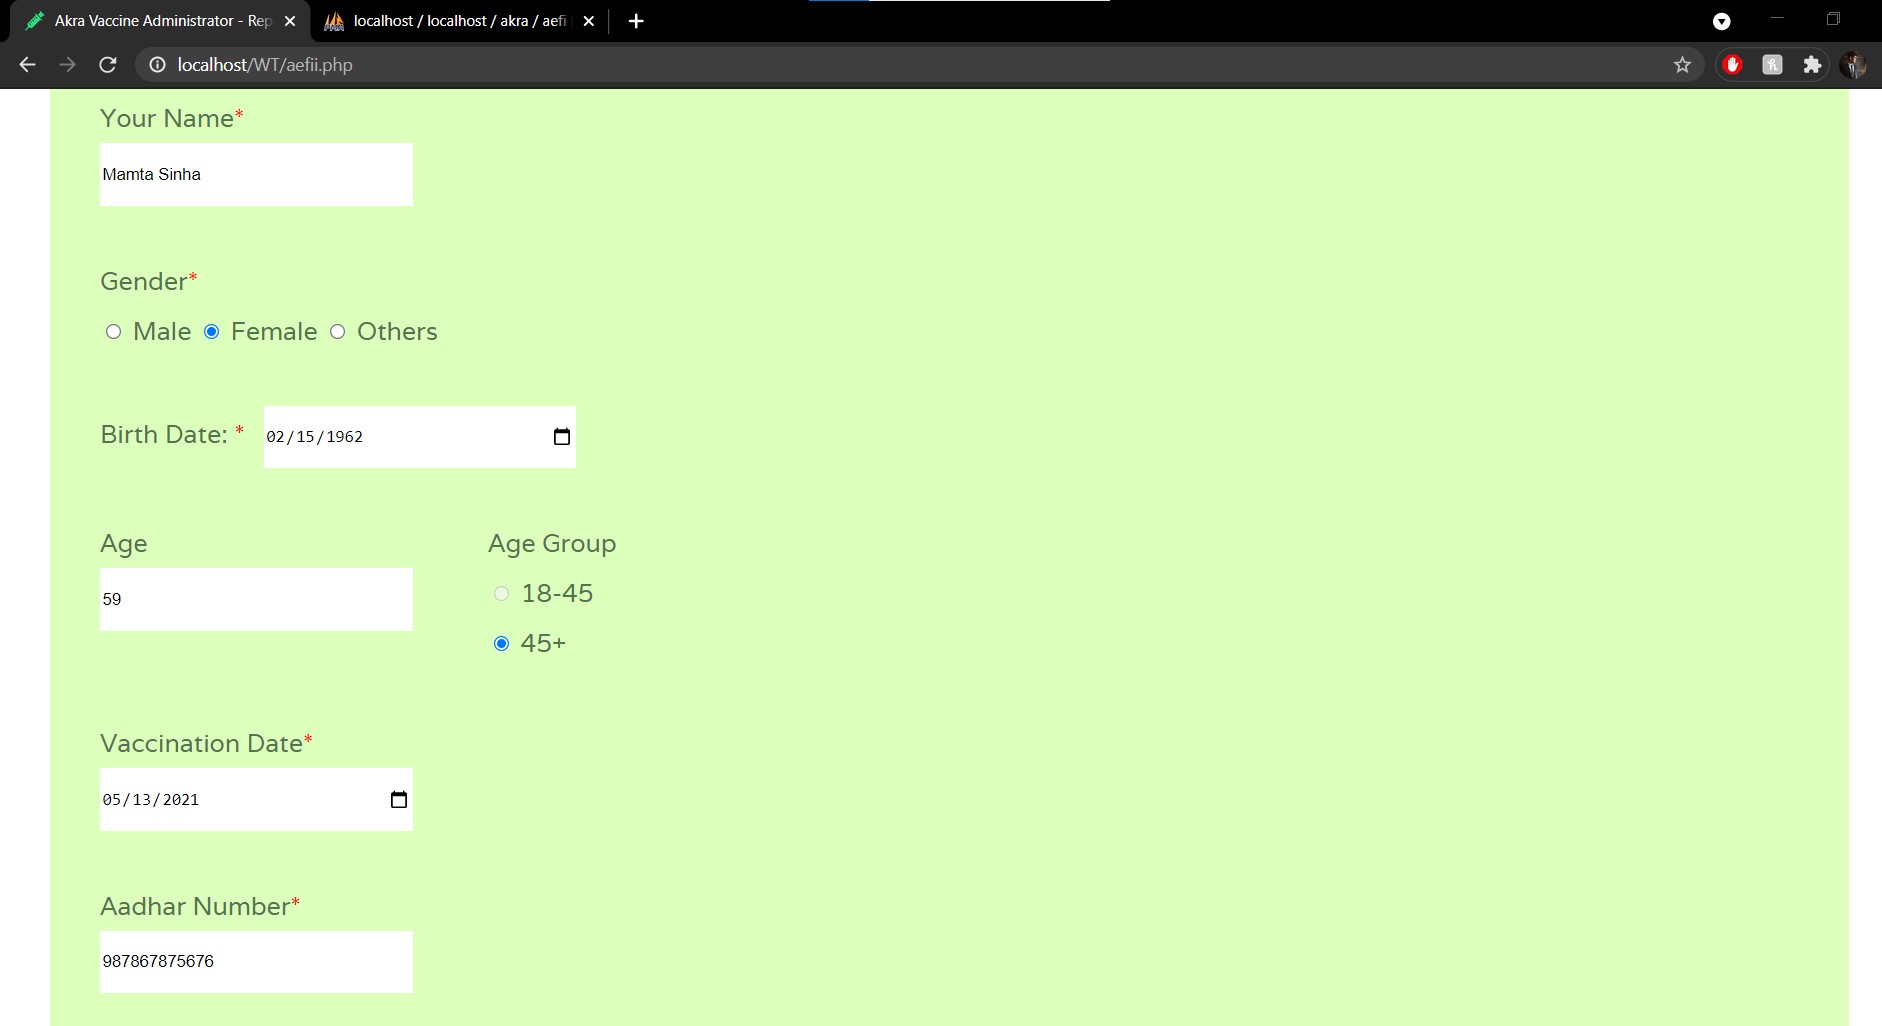 Akra Vaccine Administrator - Rep
localhost / localhost / akra / aefi
localhost/WT/aefii.php
Your Name*
Mamta Sinha
Gender*
Male Female Others
Birth Date: * 02/15/1962
Age Age Group
59
18-45
45+
Vaccination Date*
05/13/2021
Aadhar Number*
987867875676